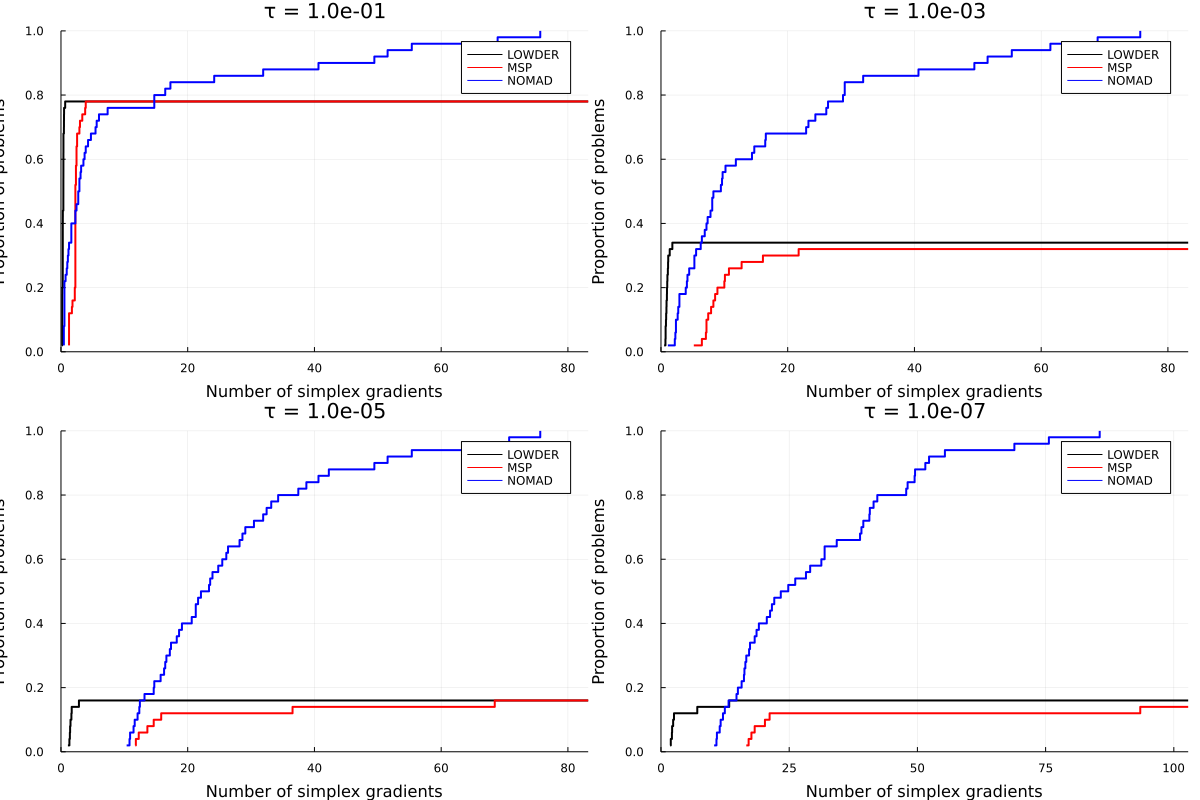 τ = 1.0e-01
1.0
0.8
0.6
0.4
0.2
0.0
Proportion of problems
LOWDER
MSP
NOMAD
0 20 40 60 80
Number of simplex gradients
τ = 1.0e-03
1.0
0.8
0.6
0.4
0.2
0.0
Proportion of problems
LOWDER
MSP
NOMAD
0 20 40 60 80
Number of simplex gradients
τ = 1.0e-05
1.0
0.8
0.6
0.4
0.2
0.0
Proportion of problems
LOWDER
MSP
NOMAD
0 20 40 60 80
Number of simplex gradients
τ = 1.0e-07
1.0
0.8
0.6
0.4
0.2
0.0
Proportion of problems
LOWDER
MSP
NOMAD
0 25 50 75 100
Number of simplex gradients